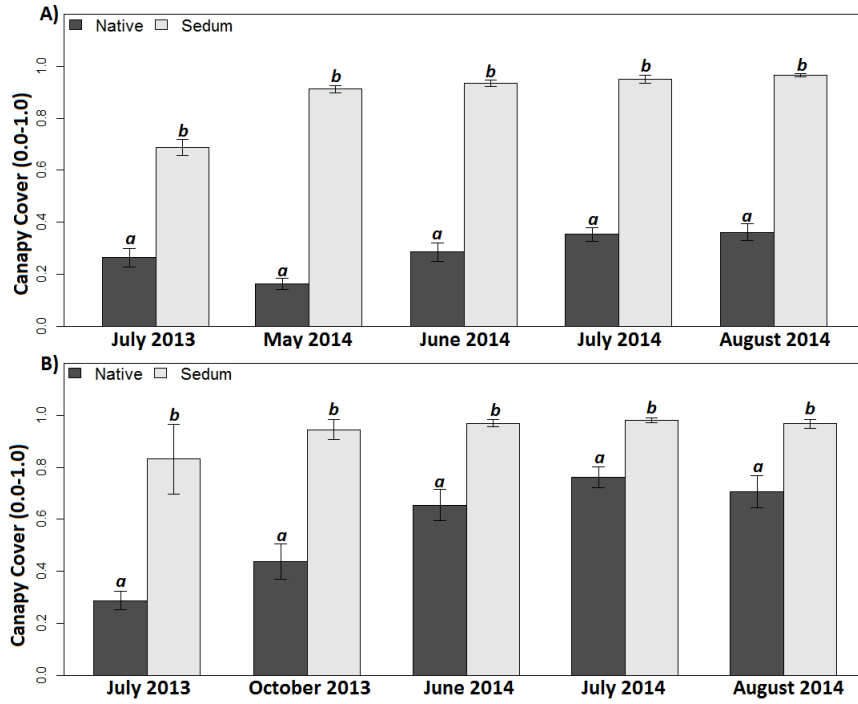 A)
Native Sedum
Canapy Cover (0.0-1.0)
1.0
0.8
0.6
0.4
0.2
0.0
a b a b a b a b a b
July 2013 May 2014 June 2014 July 2014 August 2014
B)
Native Sedum
Canapy Cover (0.0-1.0)
1.0
0.8
0.6
0.4
0.2
0.0
a b a b a b a b a b
July 2013 October 2013 June 2014 July 2014 August 2014